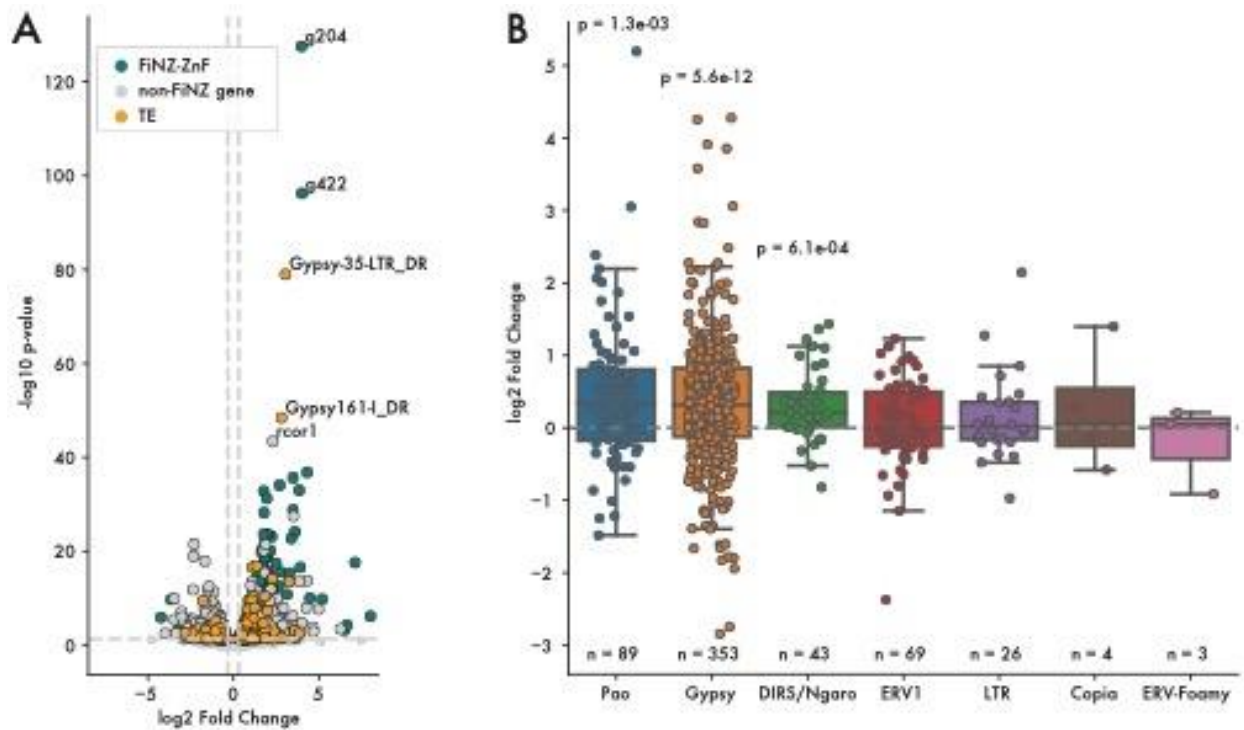 A
g204
FiNZ-ZnF
non-FiNZ gene
TE
120
100
80
60
40
20
0
-log10 p-value
g422
Gypsy-35-LTR_DR
Gypsy161-I_DR
rcor1
−5
0
5
log2 Fold Change
B
p = 1.3e-03
p = 5.6e-12
p = 6.1e-04
5
4
3
2
1
0
−1
−2
−3
log2 Fold Change
n = 89
n = 353
n = 43
n = 69
n = 26
n = 4
n = 3
Pao
Gypsy
DIRS/Ngaro
ERV1
LTR
Copia
ERV-Foamy